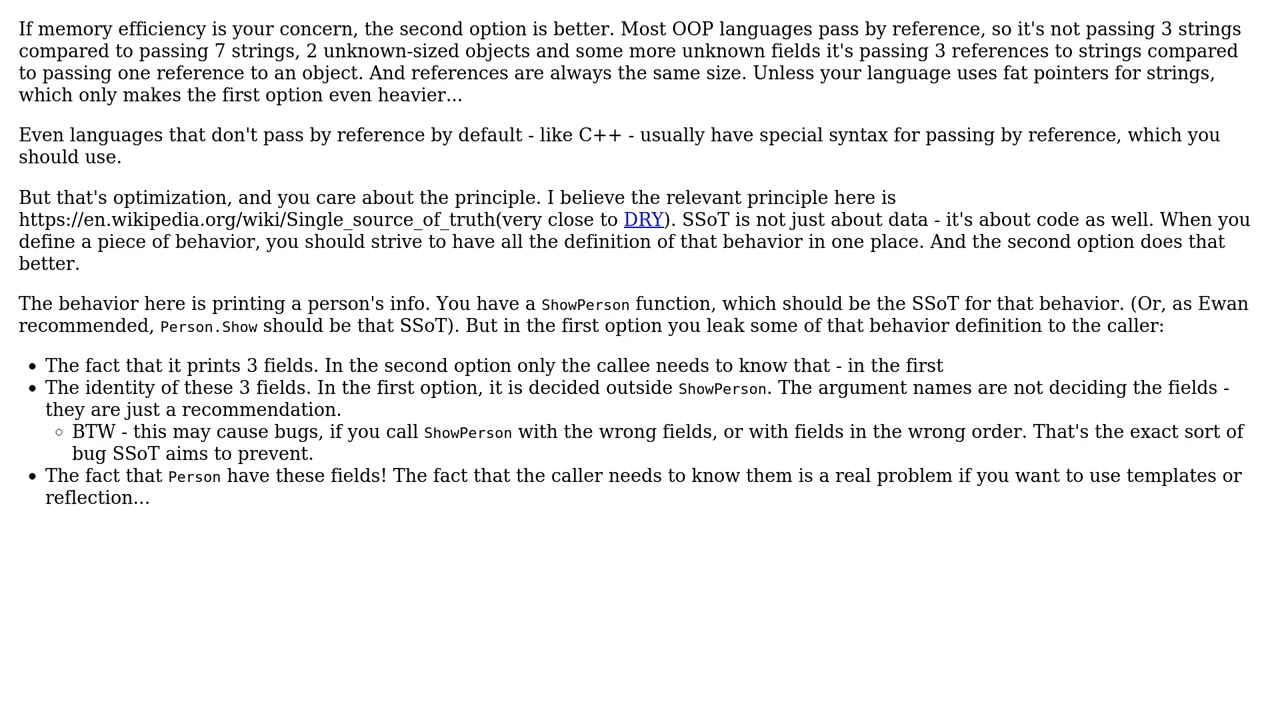 If memory efficiency is your concern, the second option is better. Most OOP languages pass by reference, so it's not passing 3 strings
compared to passing 7 strings, 2 unknown-sized objects and some more unknown fields it's passing 3 references to strings compared
to passing one reference to an object. And references are always the same size. Unless your language uses fat pointers for strings,
which only makes the first option even heavier...
Even languages that don't pass by reference by default - like C++ - usually have special syntax for passing by reference, which you
should use.
But that's optimization, and you care about the principle. I believe the relevant principle here is
https://en.wikipedia.org/wiki/Single_source_of_truth(very close to DRY). SSoT is not just about data - it's about code as well. When you
define a piece of behavior, you should strive to have all the definition of that behavior in one place. And the second option does that
better.
The behavior here is printing a person's info. You have a ShowPerson function, which should be the SSoT for that behavior. (Or, as Ewan
recommended, Person.Show should be that SSoT). But in the first option you leak some of that behavior definition to the caller:
• The fact that it prints 3 fields. In the second option only the callee needs to know that - in the first
• The identity of these 3 fields. In the first option, it is decided outside ShowPerson. The argument names are not deciding the fields -
they are just a recommendation.
◦ BTW - this may cause bugs, if you call ShowPerson with the wrong fields, or with fields in the wrong order. That's the exact sort of
bug SSoT aims to prevent.
• The fact that Person have these fields! The fact that the caller needs to know them is a real problem if you want to use templates or
reflection...